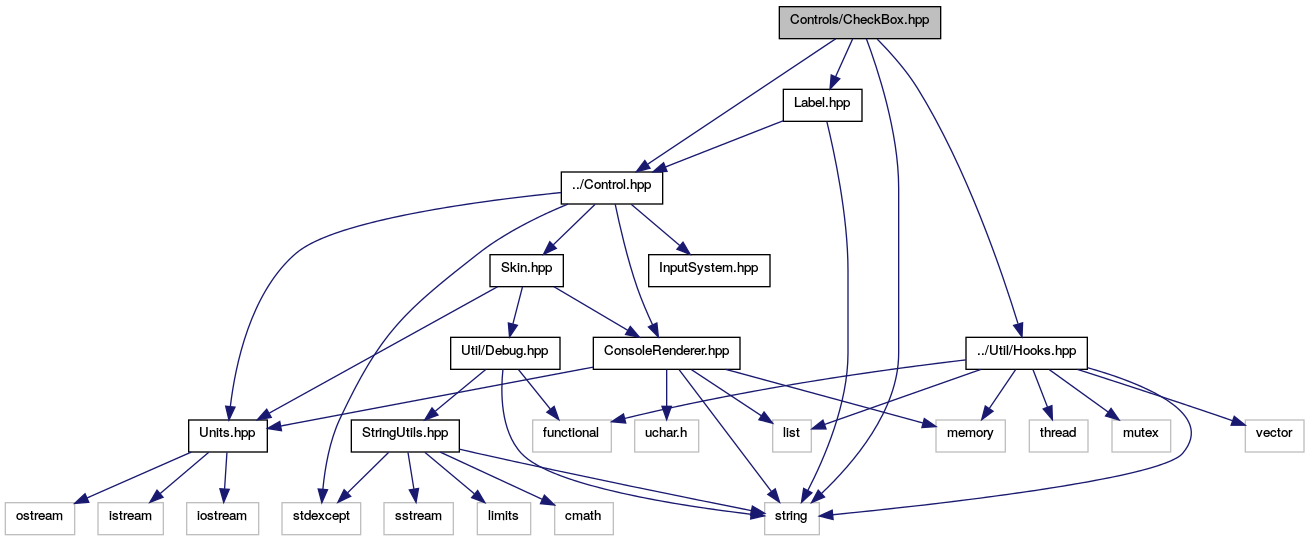 Controls/CheckBox.hpp
Label.hpp
../Control.hpp
Skin.hpp
InputSystem.hpp
Util/Debug.hpp
ConsoleRenderer.hpp
../Util/Hooks.hpp
Units.hpp
StringUtils.hpp
functional
uchar.h
list
memory
thread
mutex
vector
ostream
istream
iostream
stdexcept
sstream
limits
cmath
string